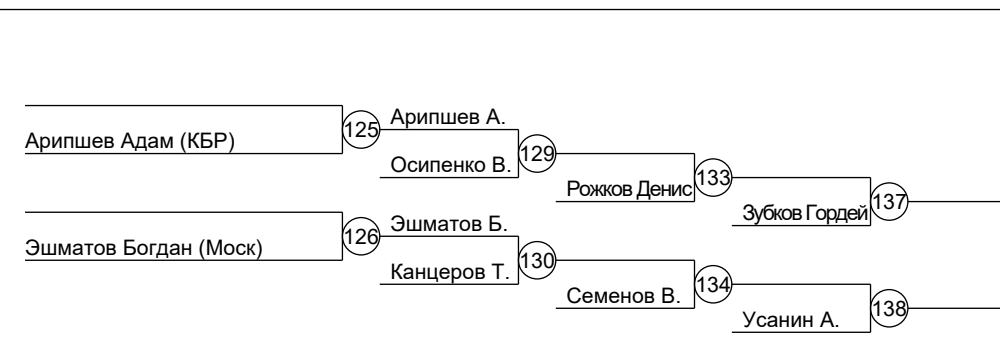 Арипшев Адам (КБР)
125
Арипшев А.
Осипенко В.
129
Рожков Денис
133
Зубков Гордей
137
Эшматов Богдан (Моск)
126
Эшматов Б.
Канцеров Т.
130
Семенов В.
134
Усанин А.
138